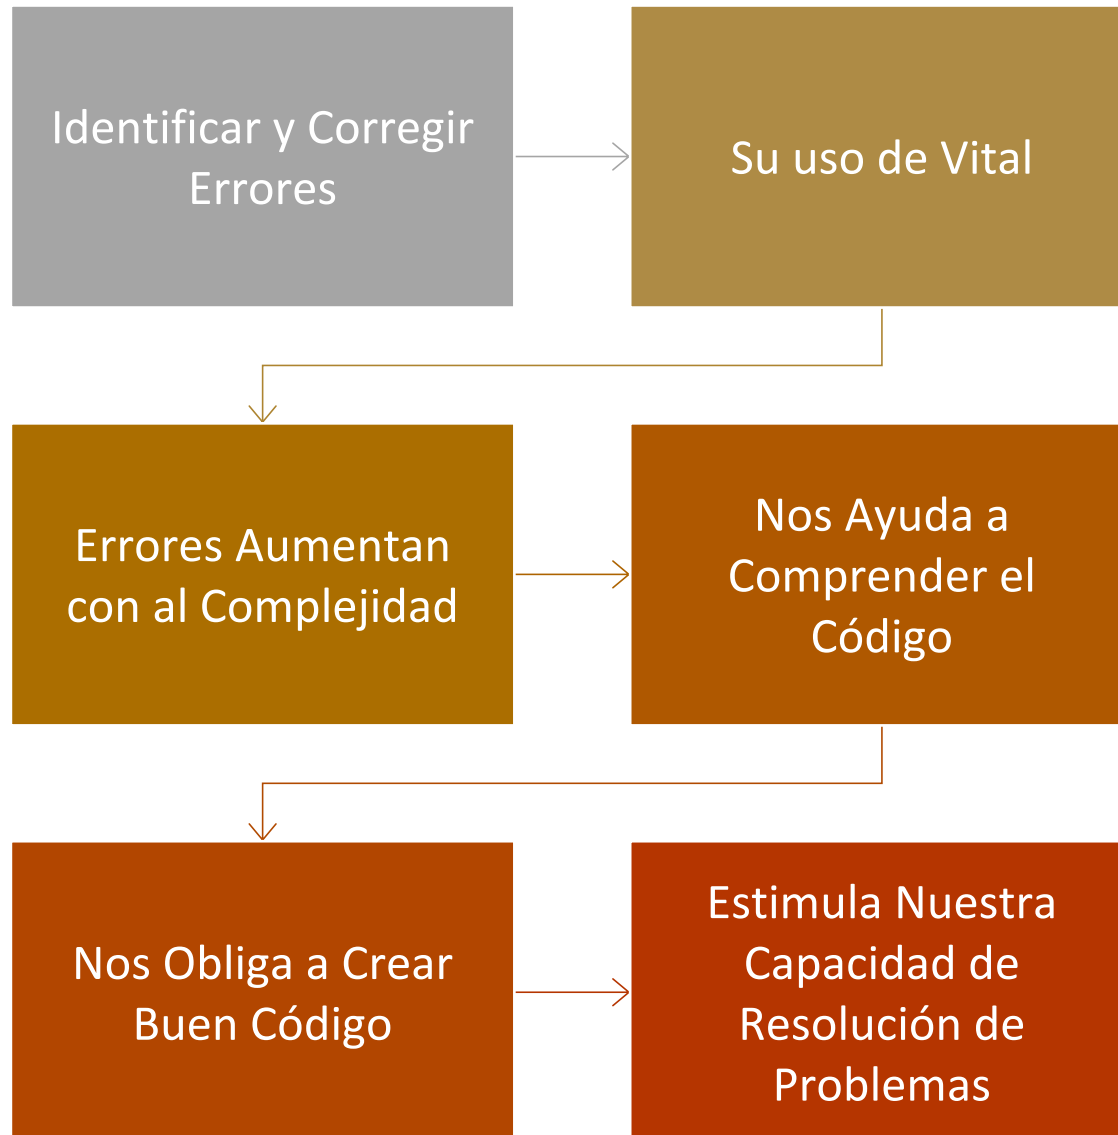 Identificar y Corregir
Errores
Su uso de Vital
Errores Aumentan
con al Complejidad
Nos Ayuda a
Comprender el
Código
Nos Obliga a Crear
Buen Código
Estimula Nuestra
Capacidad de
Resolución de
Problemas